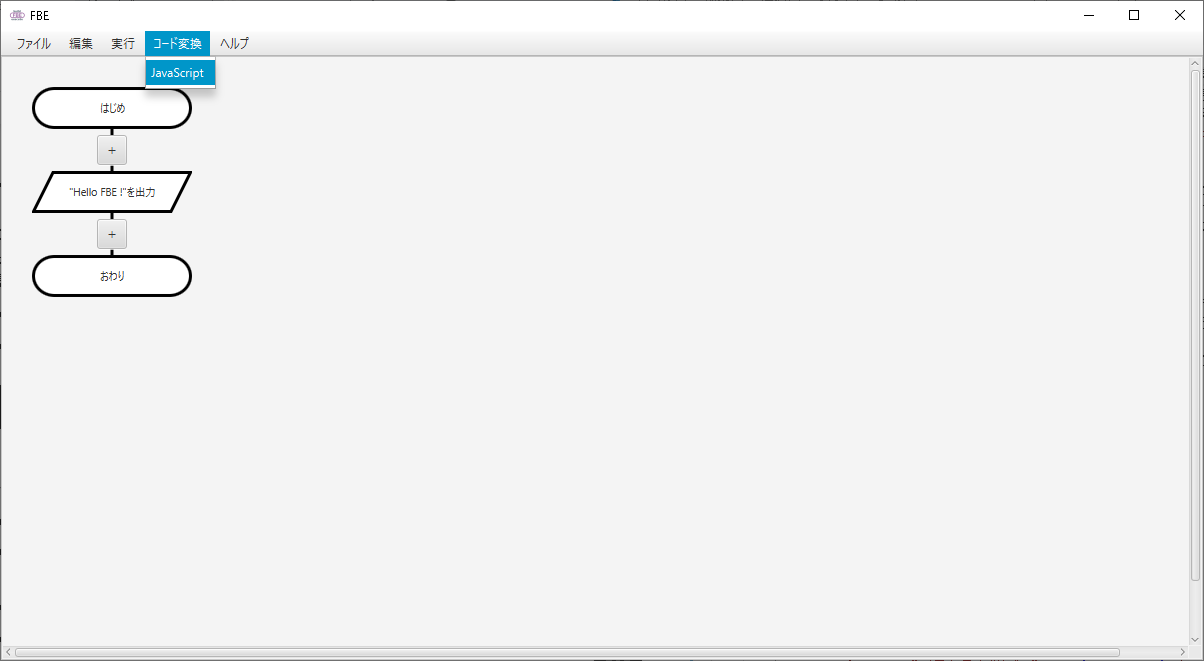 FBE
ファイル 編集 実行 コード変換 ヘルプ
JavaScript
はじめ
+
"Hello FBE !"を出力
+
おわり